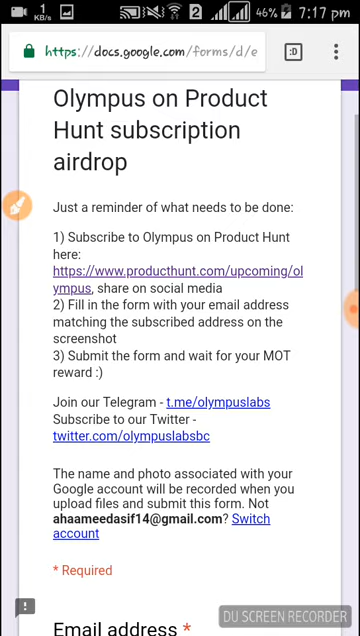 1 KB/s 2 46% 7:17 pm
https://docs.google.com/forms/d/e :D
Olympus on Product
Hunt subscription
airdrop
Just a reminder of what needs to be done:
1) Subscribe to Olympus on Product Hunt
here:
https://www.producthunt.com/upcoming/ol
ympus, share on social media
2) Fill in the form with your email address
matching the subscribed address on the
screenshot
3) Submit the form and wait for your MOT
reward :)
Join our Telegram - t.me/olympuslabs
Subscribe to our Twitter -
twitter.com/olympuslabsbc
The name and photo associated with your
Google account will be recorded when you
upload files and submit this form. Not
ahaameedasif14@gmail.com? Switch
account
* Required
Email address *
DU SCREEN RECORDER